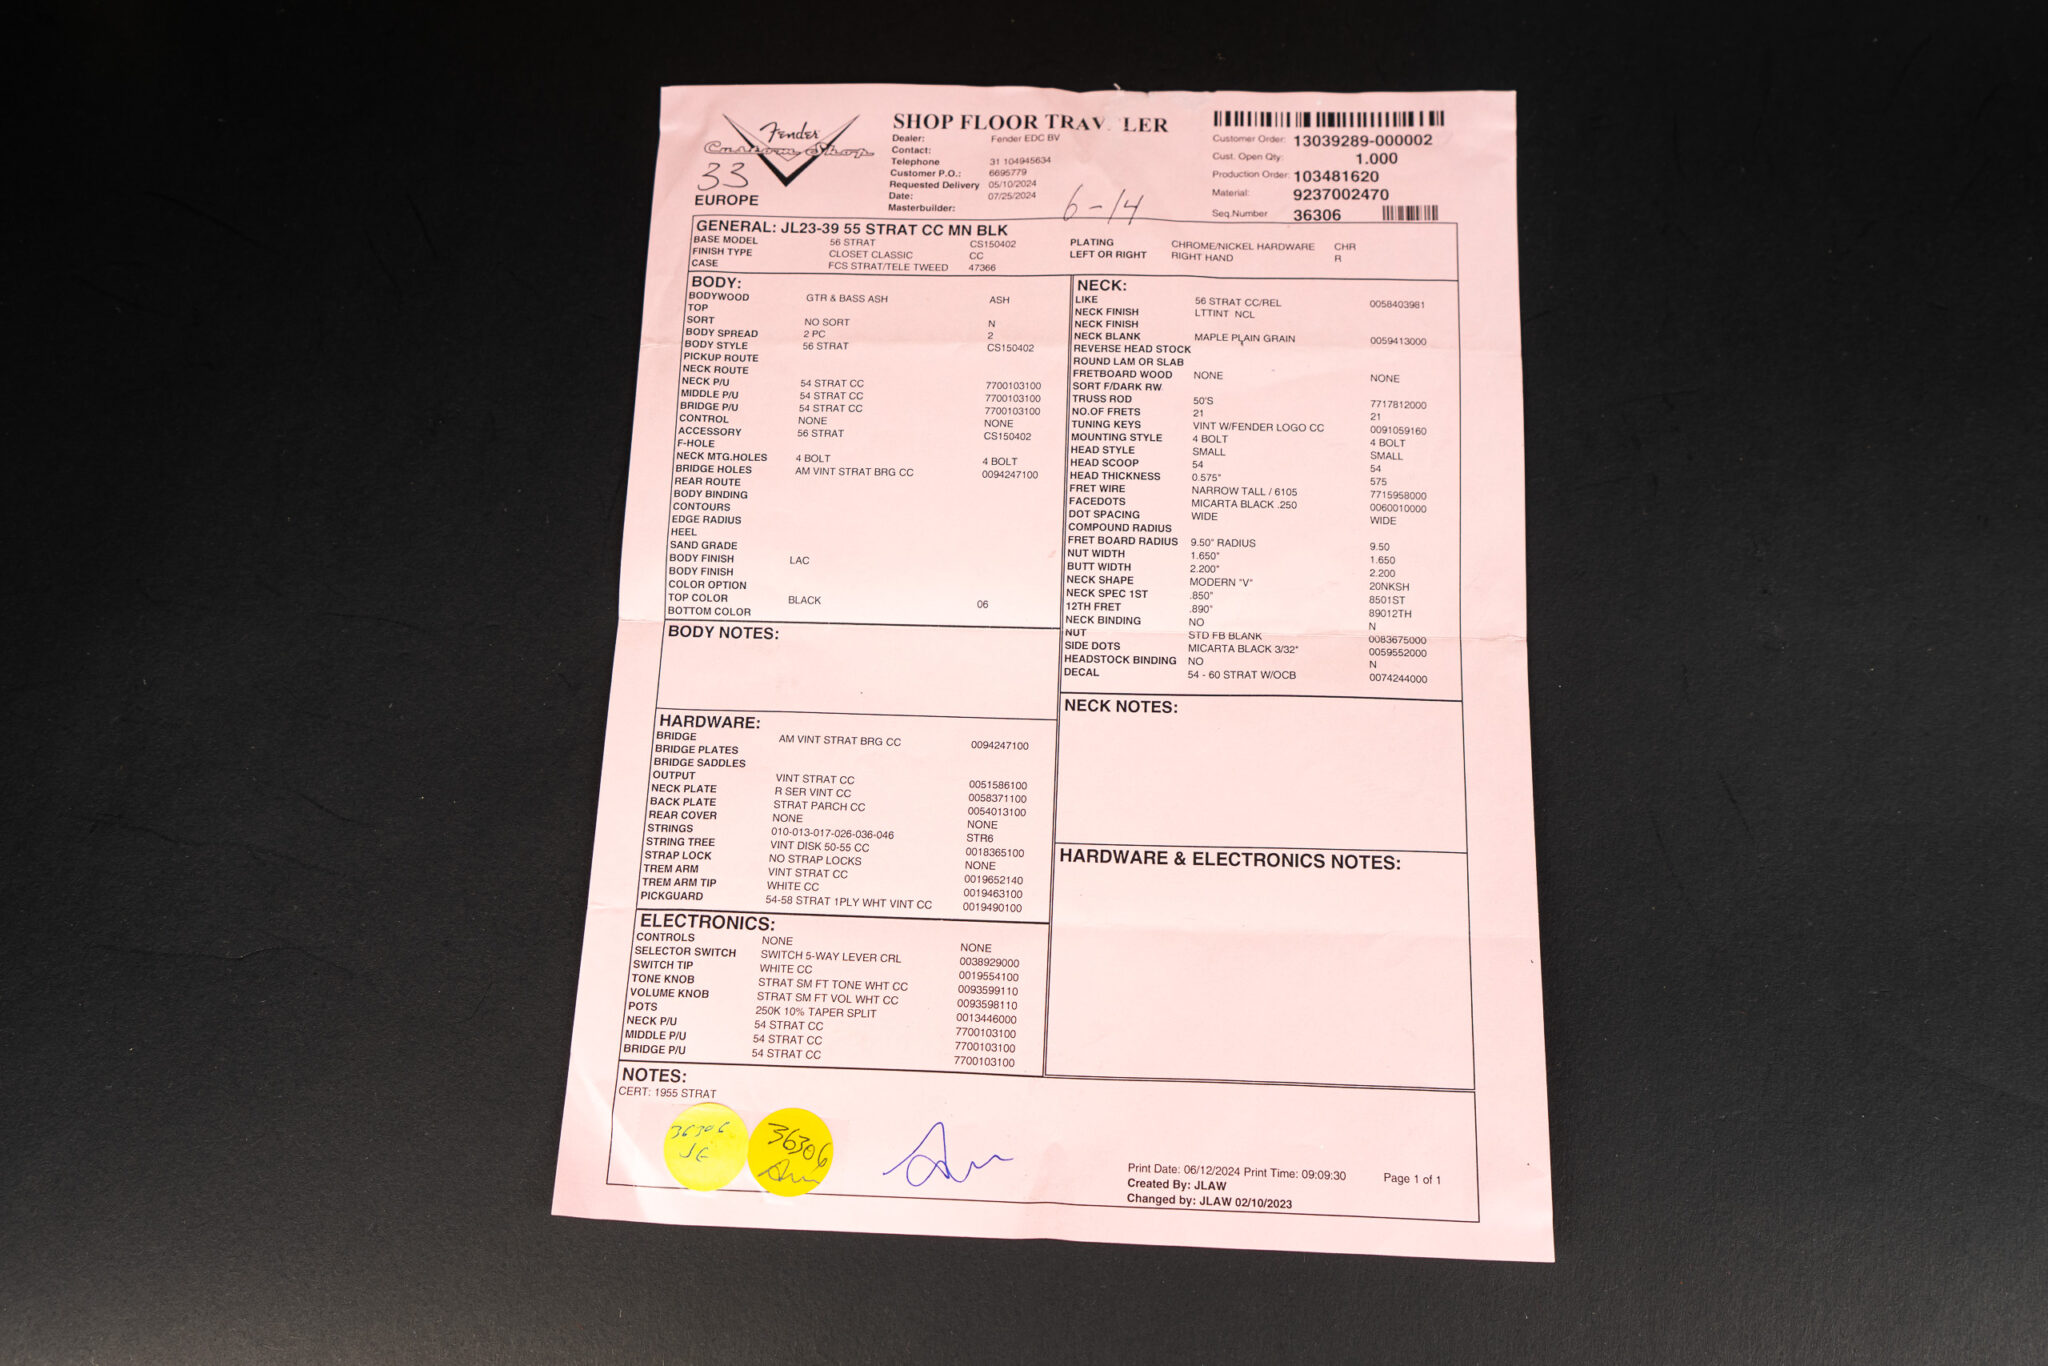 Fender
Custom Shop
33
EUROPE
SHOP FLOOR TRAV LER
Dealer: Fender EDC BV
Contact:
Telephone 31 104945634
Customer P.O.: 6695779
Requested Delivery 05/10/2024
Date: 07/25/2024
Masterbuilder:
6-14
Customer Order: 13039289-000002
Cust. Open Qty: 1.000
Production Order: 103481620
Material: 9237002470
Seq.Number 36306
GENERAL: JL23-39 55 STRAT CC MN BLK
BASE MODEL 56 STRAT CS150402 PLATING CHROME/NICKEL HARDWARE CHR
FINISH TYPE CLOSET CLASSIC CC LEFT OR RIGHT RIGHT HAND R
CASE FCS STRAT/TELE TWEED 47366
BODY:
BODYWOOD GTR & BASS ASH ASH
TOP
SORT NO SORT N
BODY SPREAD 2 PC 2
BODY STYLE 56 STRAT CS150402
PICKUP ROUTE
NECK ROUTE
NECK P/U 54 STRAT CC 7700103100
MIDDLE P/U 54 STRAT CC 7700103100
BRIDGE P/U 54 STRAT CC 7700103100
CONTROL NONE NONE
ACCESSORY 56 STRAT CS150402
F-HOLE
NECK MTG.HOLES 4 BOLT 4 BOLT
BRIDGE HOLES AM VINT STRAT BRG CC 0094247100
REAR ROUTE
BODY BINDING
CONTOURS
EDGE RADIUS
HEEL
SAND GRADE
BODY FINISH LAC
BODY FINISH
COLOR OPTION
TOP COLOR BLACK 06
BOTTOM COLOR
BODY NOTES:
HARDWARE:
BRIDGE AM VINT STRAT BRG CC 0094247100
BRIDGE PLATES
BRIDGE SADDLES
OUTPUT VINT STRAT CC 0051586100
NECK PLATE R SER VINT CC 0058371100
BACK PLATE STRAT PARCH CC 0054013100
REAR COVER NONE NONE
STRINGS 010-013-017-026-036-046 STR6
STRING TREE VINT DISK 50-55 CC 0018365100
STRAP LOCK NO STRAP LOCKS NONE
TREM ARM VINT STRAT CC 0019652140
TREM ARM TIP WHITE CC 0019463100
PICKGUARD 54-58 STRAT 1PLY WHT VINT CC 0019490100
ELECTRONICS:
CONTROLS NONE NONE
SELECTOR SWITCH SWITCH 5-WAY LEVER CRL 0038929000
SWITCH TIP WHITE CC 0019554100
TONE KNOB STRAT SM FT TONE WHT CC 0093599110
VOLUME KNOB STRAT SM FT VOL WHT CC 0093598110
POTS 250K 10% TAPER SPLIT 0013446000
NECK P/U 54 STRAT CC 7700103100
MIDDLE P/U 54 STRAT CC 7700103100
BRIDGE P/U 54 STRAT CC 7700103100
NECK:
LIKE 56 STRAT CC/REL 0058403981
NECK FINISH LTTINT NCL
NECK FINISH
NECK BLANK MAPLE PLAIN GRAIN 0059413000
REVERSE HEAD STOCK
ROUND LAM OR SLAB
FRETBOARD WOOD NONE NONE
SORT F/DARK RW
TRUSS ROD 50'S 7717812000
NO.OF FRETS 21 21
TUNING KEYS VINT W/FENDER LOGO CC 0091059160
MOUNTING STYLE 4 BOLT 4 BOLT
HEAD STYLE SMALL SMALL
HEAD SCOOP 54 54
HEAD THICKNESS 0.575" 575
FRET WIRE NARROW TALL / 6105 7715958000
FACEDOTS MICARTA BLACK .250 0060010000
DOT SPACING WIDE WIDE
COMPOUND RADIUS
FRET BOARD RADIUS 9.50" RADIUS 9.50
NUT WIDTH 1.650" 1.650
BUTT WIDTH 2.200" 2.200
NECK SHAPE MODERN "V" 20NKSH
NECK SPEC 1ST .850" 8501ST
12TH FRET .890" 89012TH
NECK BINDING NO N
NUT STD FB BLANK 0083675000
SIDE DOTS MICARTA BLACK 3/32" 0059552000
HEADSTOCK BINDING NO N
DECAL 54 - 60 STRAT W/OCB 0074244000
NECK NOTES:
HARDWARE & ELECTRONICS NOTES:
NOTES:
CERT: 1955 STRAT
36306
JE
36306
Print Date: 06/12/2024 Print Time: 09:09:30 Page 1 of 1
Created By: JLAW
Changed by: JLAW 02/10/2023